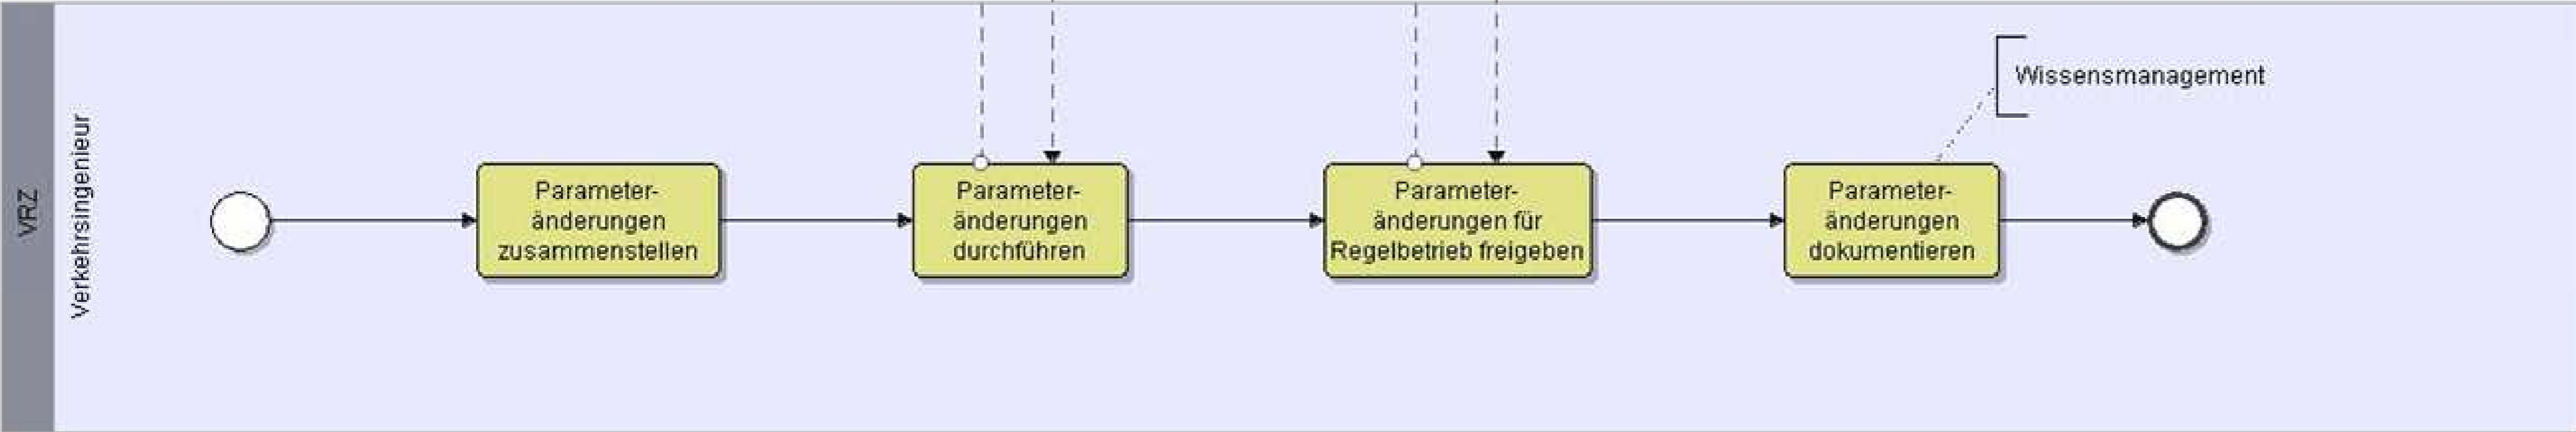 VRZ
Verkehrsingenieur
Parameter-
änderungen
zusammenstellen
Parameter-
änderungen
durchführen
Parameter-
änderungen für
Regelbetrieb freigeben
Parameter-
änderungen
dokumentieren
Wissensmanagement